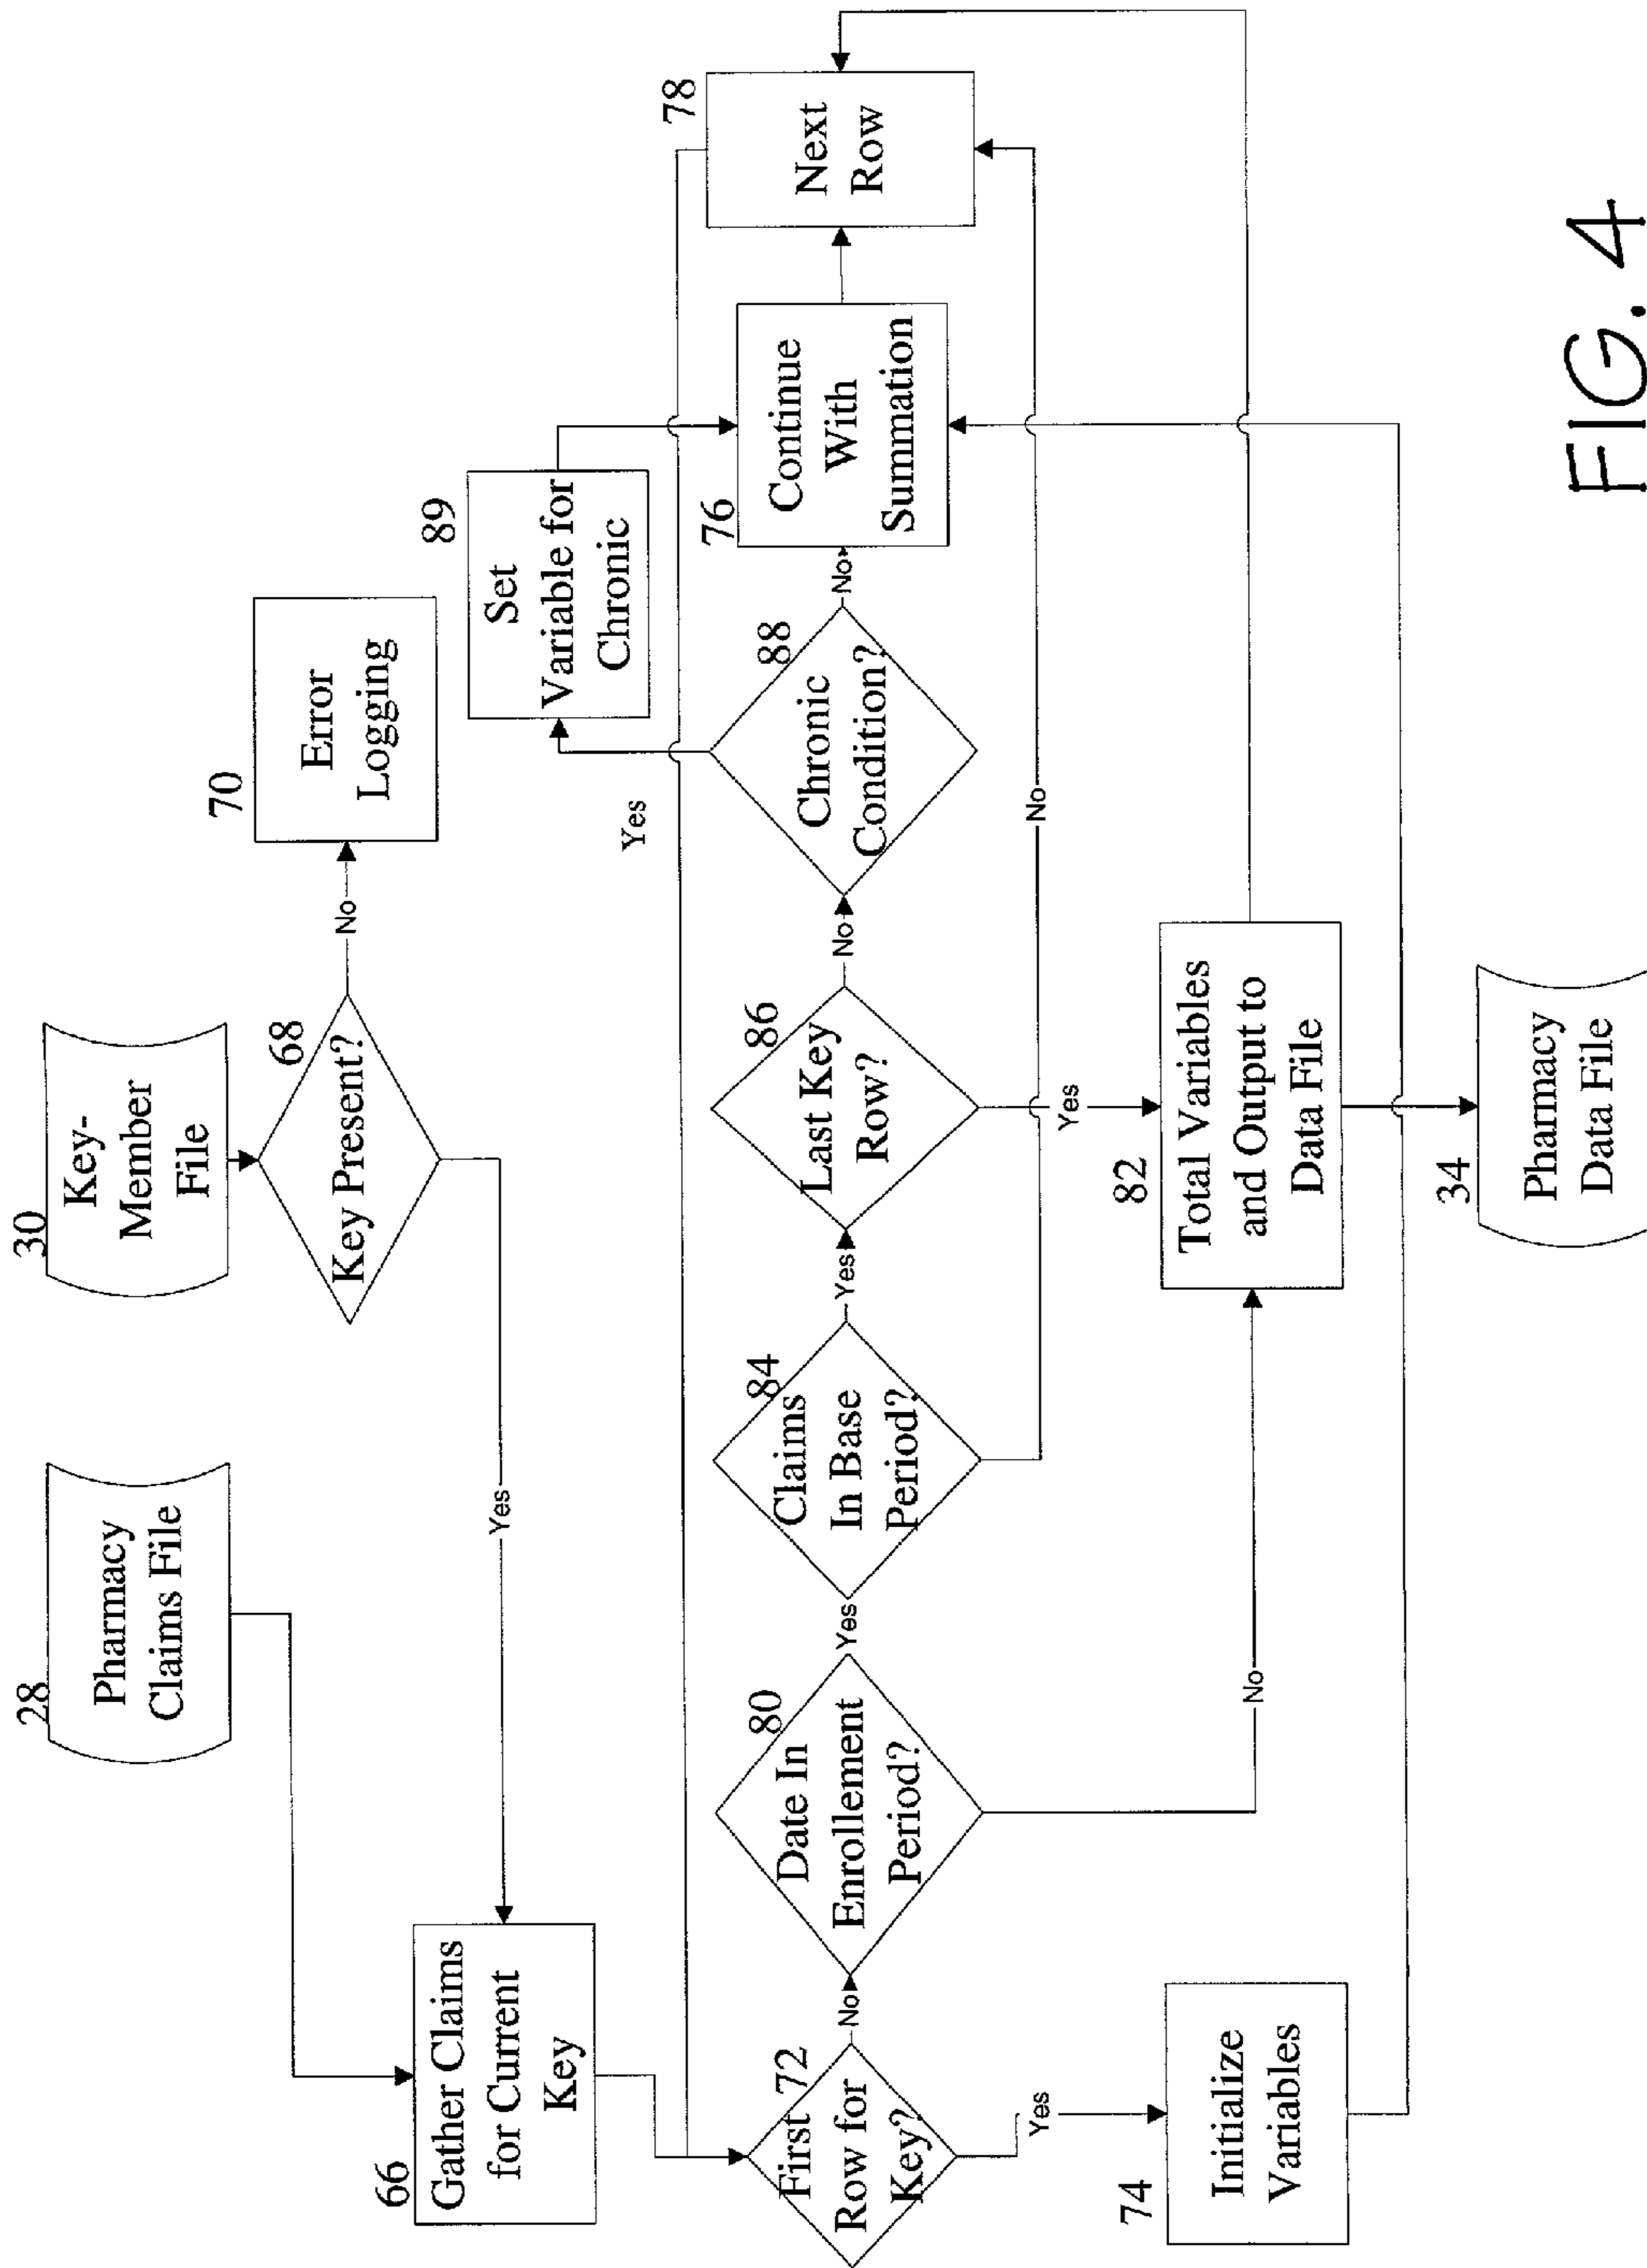 28
Pharmacy
Claims File
30
Key-
Member
File
68
Key Present?
No
70
Error
Logging
Yes
66
Gather Claims
for Current
Key
89
Set
Variable for
Chronic
Yes
First 72
Row for
Key?
No
80
Date In
Enrollement
Period?
Yes
84
Claims
In Base
Period?
Yes
86
Last Key
Row?
No
88
Chronic
Condition?
No
76
Continue
With
Summation
78
Next
Row
No
Yes
74
Initialize
Variables
No
Yes
82
Total Variables
and Output to
Data File
34
Pharmacy
Data File
FIG. 4